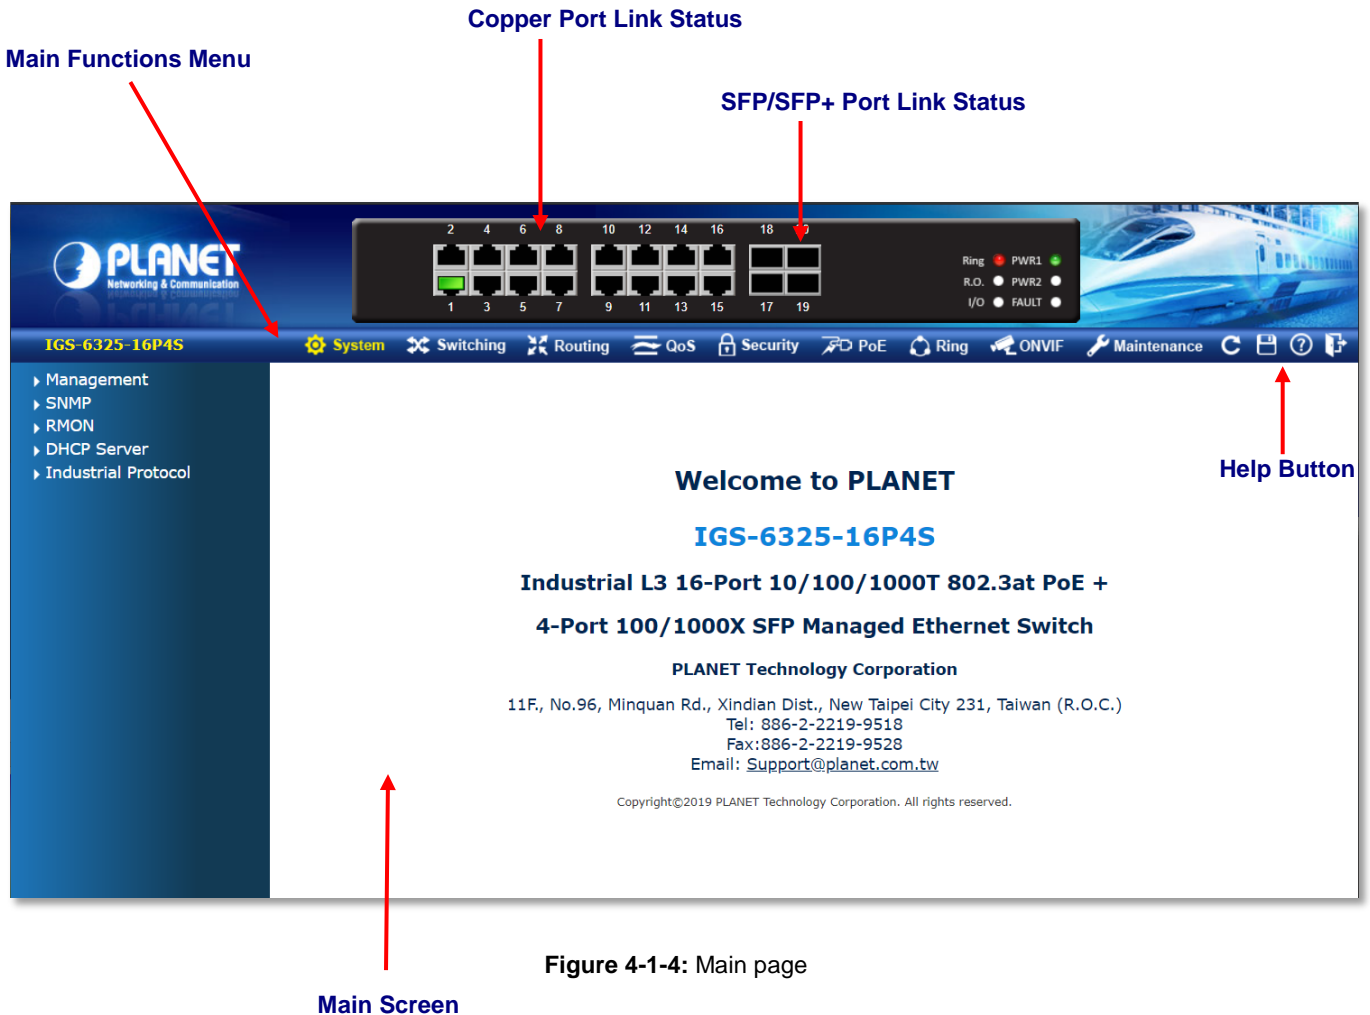 Copper Port Link Status
Main Functions Menu
SFP/SFP+ Port Link Status
PLANET
Networking & Communication
2 4 6 8 10 12 14 16 18
1 3 5 7 9 11 13 15 17 19
Ring PWR1
R.O. PWR2
I/O FAULT
IGS-6325-16P4S
System Switching Routing QoS Security PoE Ring ONVIF Maintenance
Management
SNMP
RMON
DHCP Server
Industrial Protocol
Help Button
Welcome to PLANET
IGS-6325-16P4S
Industrial L3 16-Port 10/100/1000T 802.3at PoE +
4-Port 100/1000X SFP Managed Ethernet Switch
PLANET Technology Corporation
11F., No.96, Minquan Rd., Xindian Dist., New Taipei City 231, Taiwan (R.O.C.)
Tel: 886-2-2219-9518
Fax:886-2-2219-9528
Email: Support@planet.com.tw
Copyright©2019 PLANET Technology Corporation. All rights reserved.
Figure 4-1-4: Main page
Main Screen